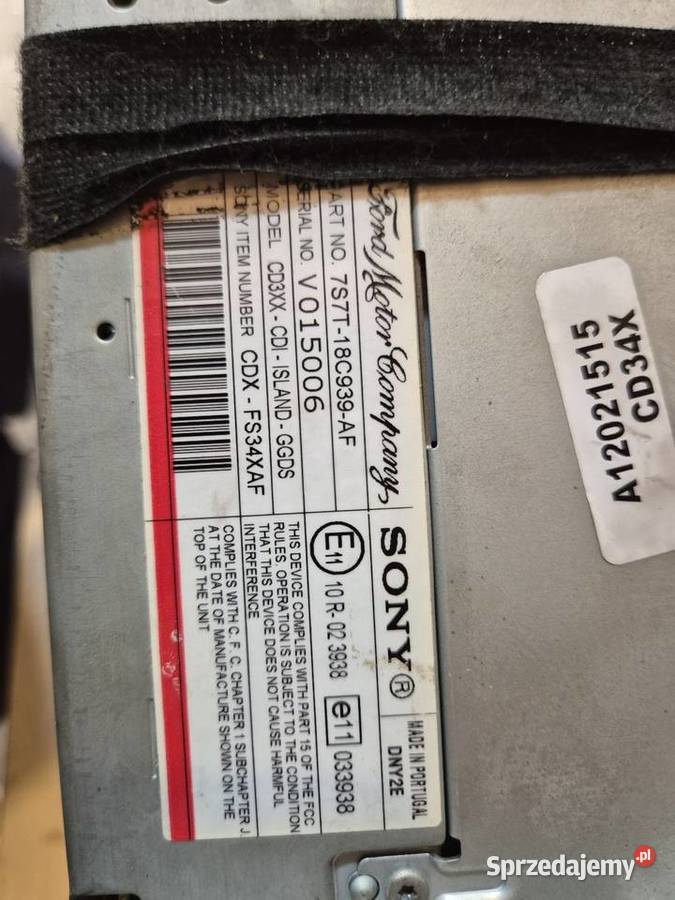 Ford Motor Company,
PART NO. 7S7T-18C939-AF
SERIAL NO. V015006
MODEL CD3XX - CDI - ISLAND - GGDS
SONY ITEM NUMBER CDX - FS34XAF
SONY®
MADE IN PORTUGAL
DNY2E
E11 10 R- 02 3938 e11 033938
THIS DEVICE COMPLIES WITH PART 15 OF THE FCC
RULES. OPERATION IS SUBJECT TO THE CONDITION
THAT THIS DEVICE DOES NOT CAUSE HARMFUL
INTERFERENCE
COMPLIES WITH C. F. C. CHAPTER 1 SUBCHAPTER J.
AT THE DATE OF MANUFACTURE SHOWN ON THE
TOP OF THE UNIT
A12021515
CD34X
Sprzedajemy.pl